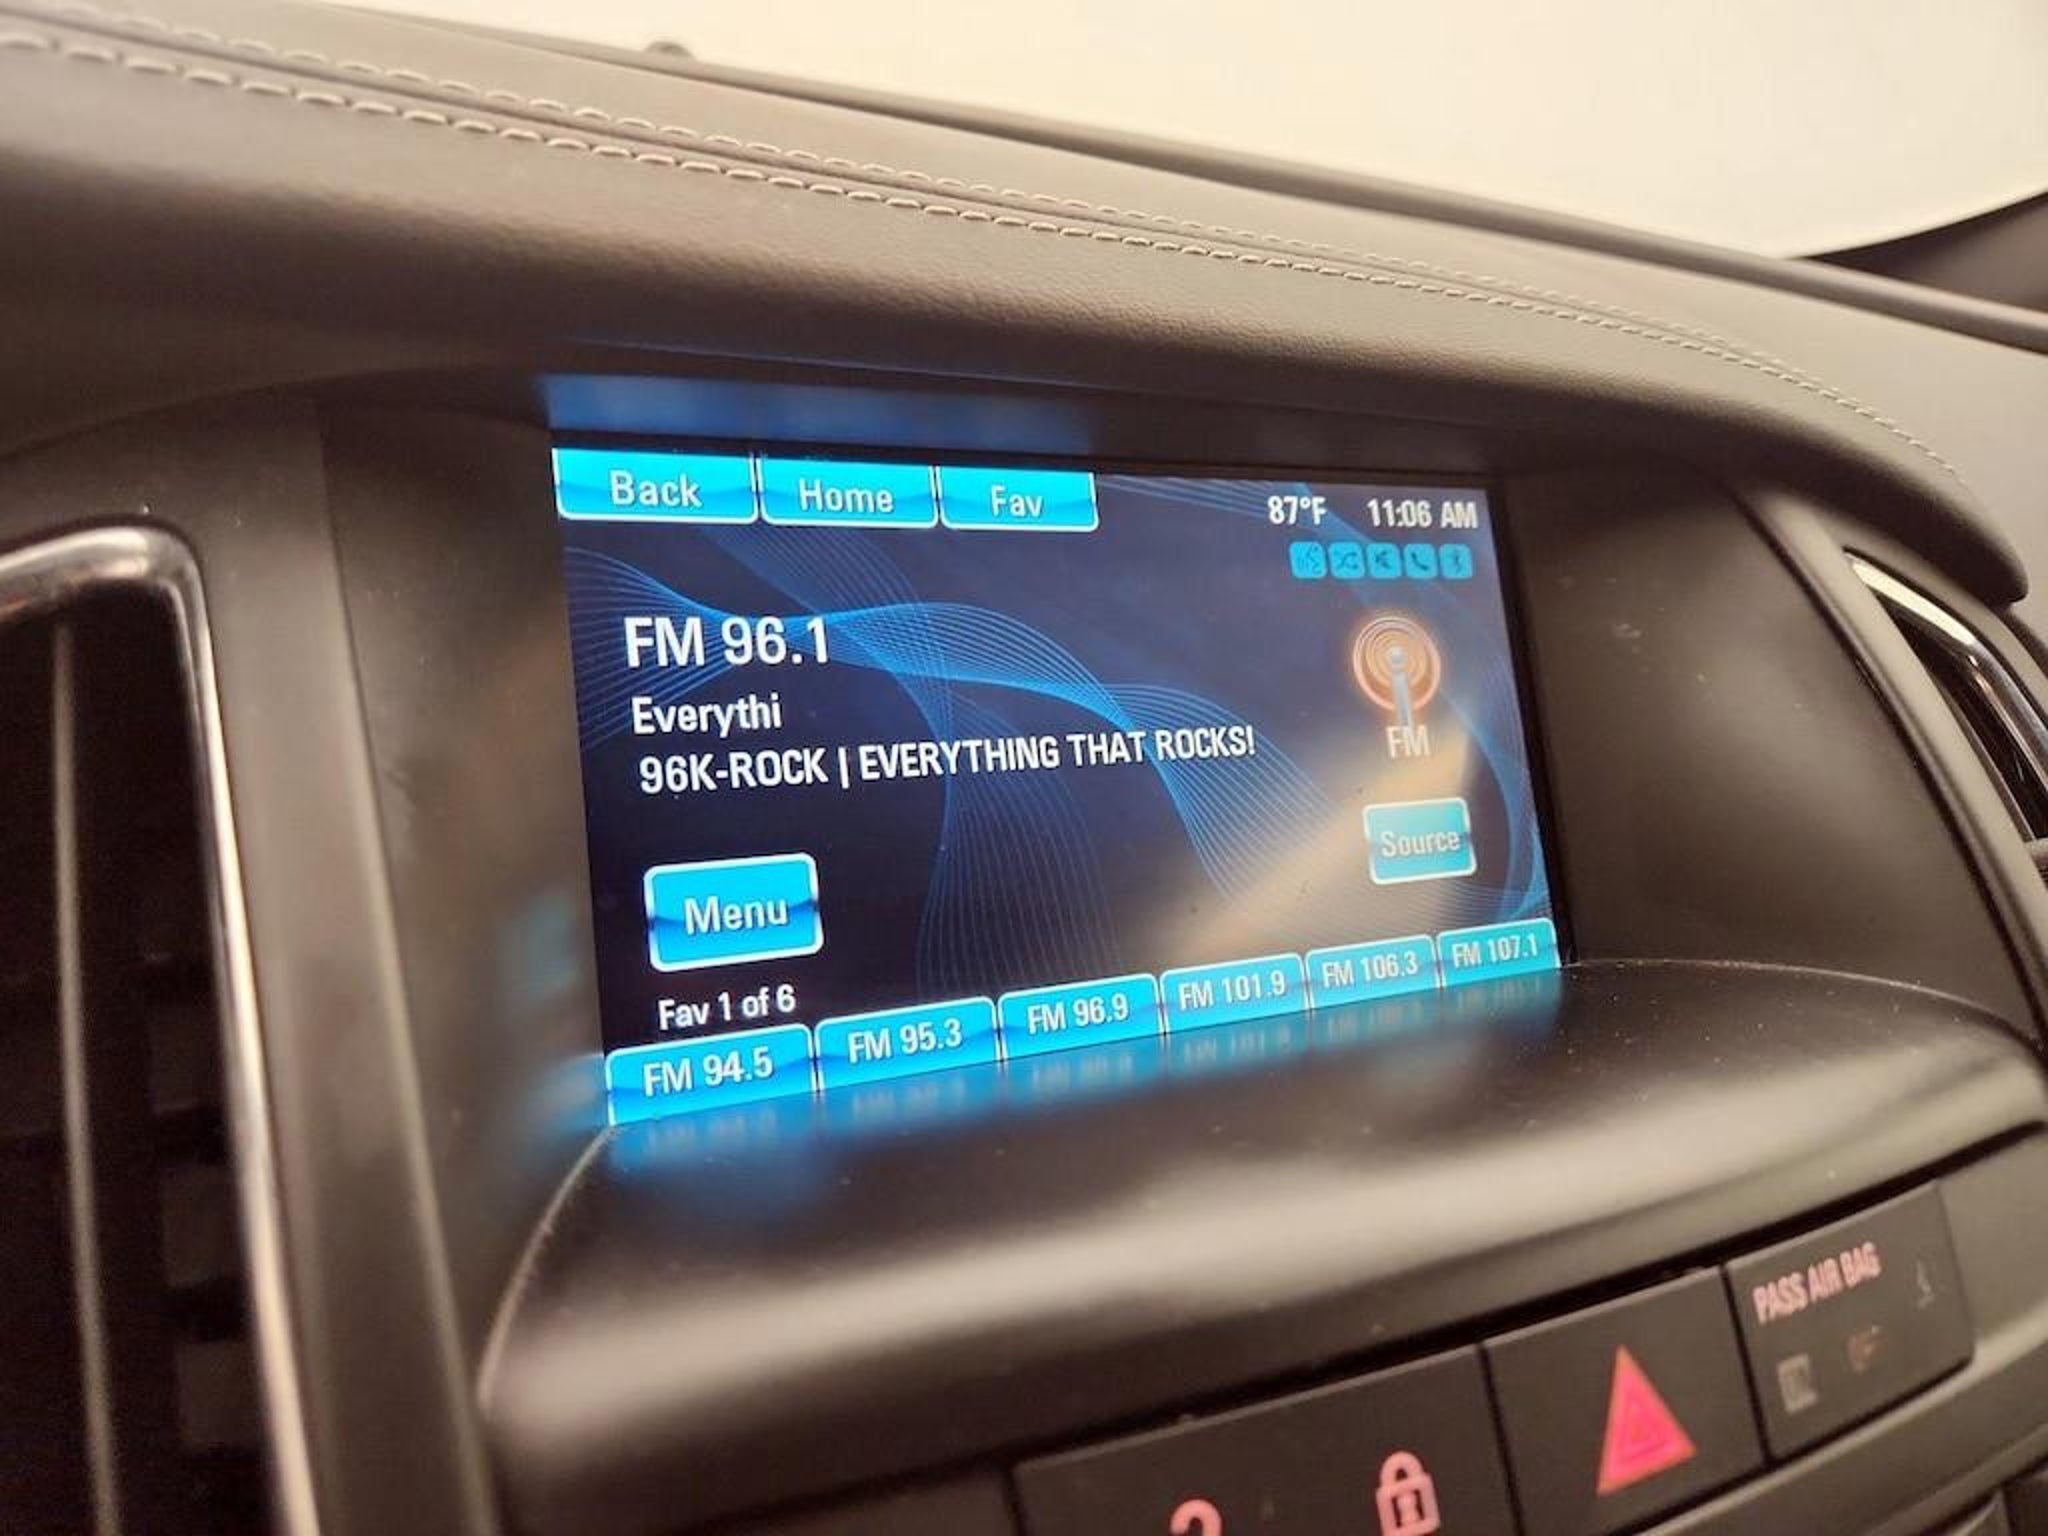 Back Home Fav
87°F 11:06 AM
FM 96.1
Everythi
96K-ROCK | EVERYTHING THAT ROCKS!
FM
Source
Menu
Fav 1 of 6
FM 94.5 FM 95.3 FM 96.9 FM 101.9 FM 106.3 FM 107.1
PASS AIR BAG